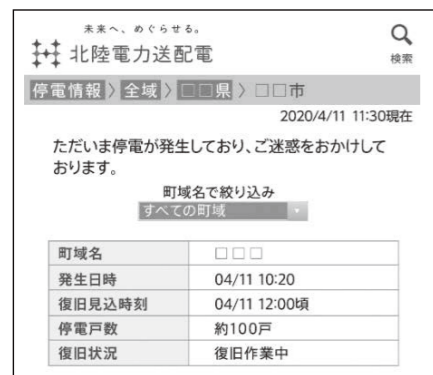 未来へ、めぐらせる。
北陸電力送配電
検索
停電情報 〉 全域 〉 □□県 〉 □□市
2020/4/11 11:30現在
ただいま停電が発生しており、ご迷惑をおかけして
おります。
町域名で絞り込み
すべての町域
町域名 □□□
発生日時 04/11 10:20
復旧見込時刻 04/11 12:00頃
停電戸数 約100戸
復旧状況 復旧作業中